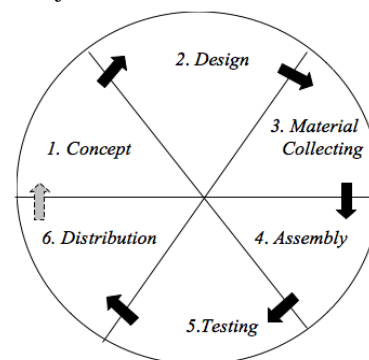 2. Design
3. Material
Collecting
1. Concept
6. Distribution
4. Assembly
5.Testing